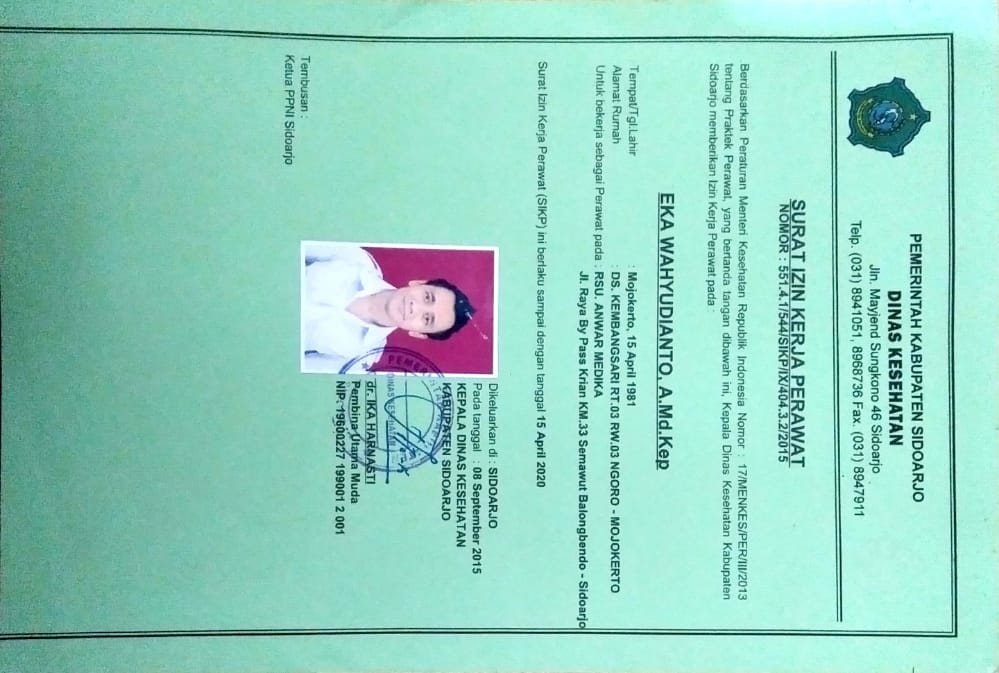 PEMERINTAH KABUPATEN SIDOARJO
DINAS KESEHATAN
Jln. Mayjend Sungkono 46 Sidoarjo
Telp. (031) 8941051, 8968736 Fax. (031) 8947911
SURAT IZIN KERJA PERAWAT
NOMOR : 551.4.1/544/SIKP/IX/404.3.2/2015
Berdasarkan Peraturan Menteri Kesehatan Republik Indonesia Nomor : 17/MENKES/PER/III/2013
tentang Praktek Perawat, yang bertanda tangan dibawah ini, Kepala Dinas Kesehatan Kabupaten
Sidoarjo memberikan Izin Kerja Perawat pada :
EKA WAHYUDIANTO, A.Md.Kep
Tempat/Tgl.Lahir : Mojokerto, 15 April 1981
Alamat Rumah : DS. KEMBANGSARI RT.03 RW.03 NGORO - MOJOKERTO
Untuk bekerja sebagai Perawat pada : RSU. ANWAR MEDIKA
Jl. Raya By Pass Krian KM.33 Semawut Balongbendo - Sidoarjo
Surat Izin Kerja Perawat (SIKP) ini berlaku sampai dengan tanggal 15 April 2020
Dikeluarkan di : SIDOARJO
Pada tanggal : 08 September 2015
KEPALA DINAS KESEHATAN
KABUPATEN SIDOARJO
dr. IKA HARNASTI
Pembina Utama Muda
NIP. 19600227 199001 2 001
Tembusan :
Ketua PPNI Sidoarjo